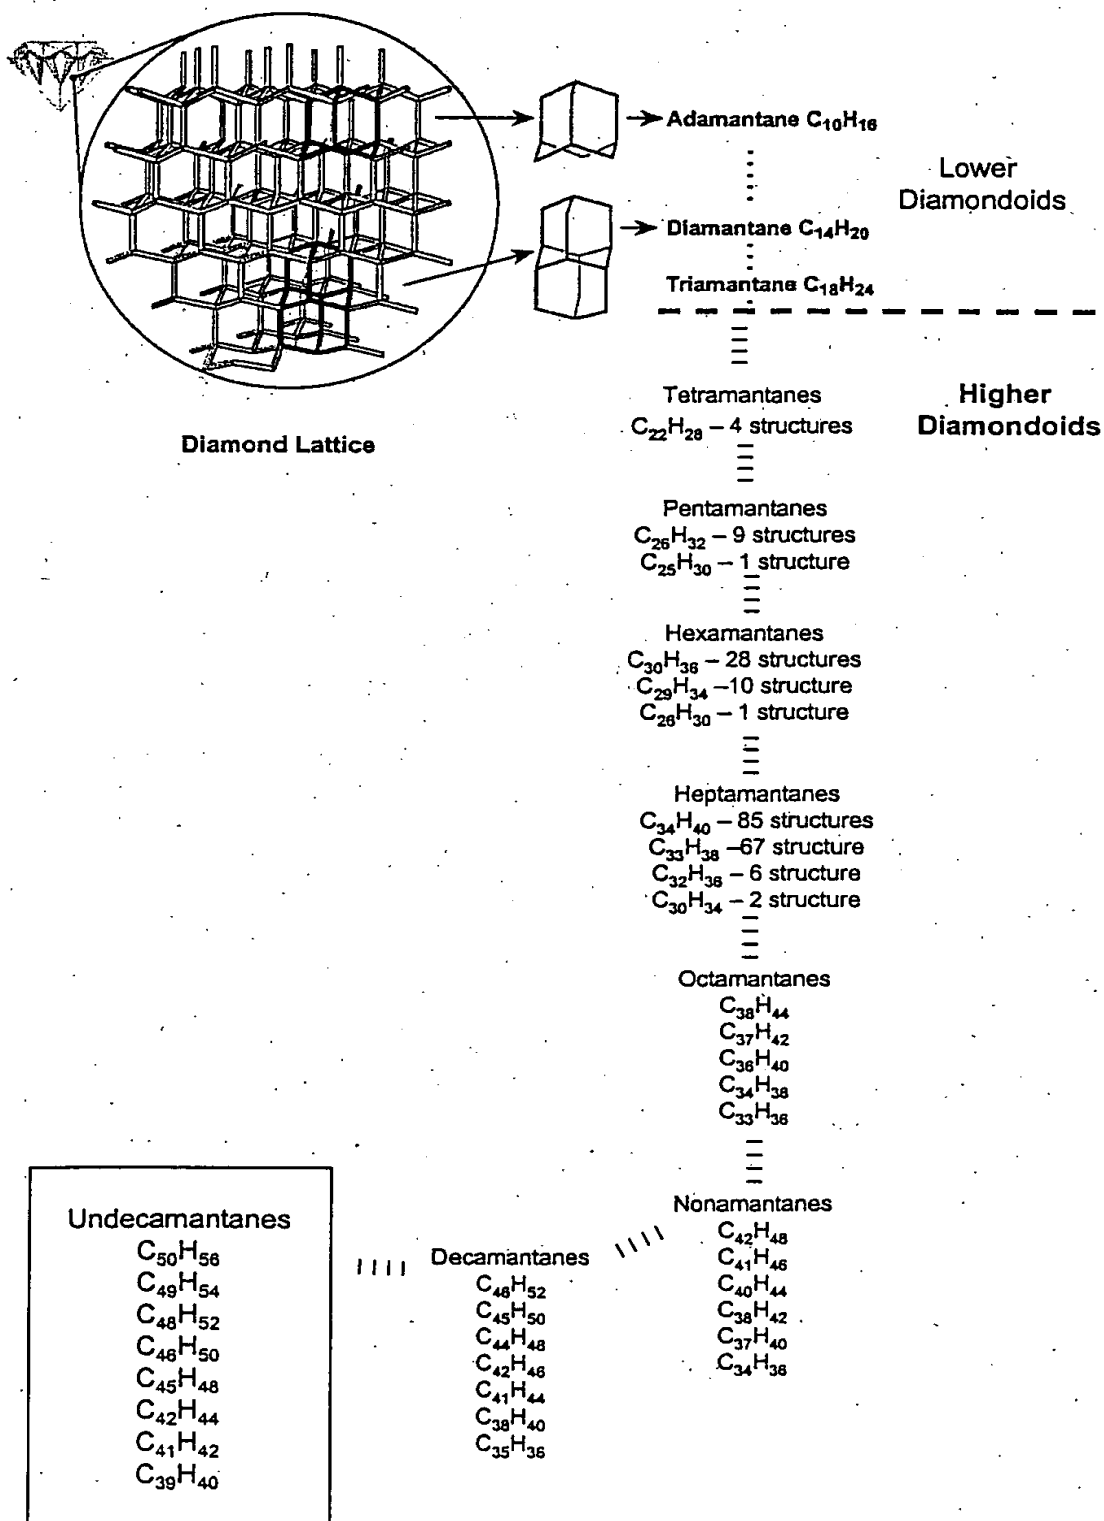 Adamantane C₁₀H₁₆
Lower
Diamondoids
Diamantane C₁₄H₂₀
Triamantane C₁₈H₂₄
Diamond Lattice
Higher
Diamondoids
Tetramantanes
C₂₂H₂₈ – 4 structures
Pentamantanes
C₂₆H₃₂ – 9 structures
C₂₅H₃₀ – 1 structure
Hexamantanes
C₃₀H₃₆ – 28 structures
C₂₉H₃₄ –10 structure
C₂₆H₃₀ – 1 structure
Heptamantanes
C₃₄H₄₀ – 85 structures
C₃₃H₃₈ –67 structure
C₃₂H₃₆ – 6 structure
C₃₀H₃₄ – 2 structure
Octamantanes
C₃₈H₄₄
C₃₇H₄₂
C₃₆H₄₀
C₃₄H₃₈
C₃₃H₃₆
Nonamantanes
C₄₂H₄₈
C₄₁H₄₆
C₄₀H₄₄
C₃₈H₄₂
C₃₇H₄₀
C₃₄H₃₆
Decamantanes
C₄₆H₅₂
C₄₅H₅₀
C₄₄H₄₈
C₄₂H₄₆
C₄₁H₄₄
C₃₈H₄₀
C₃₅H₃₆
Undecamantanes
C₅₀H₅₆
C₄₉H₅₄
C₄₈H₅₂
C₄₆H₅₀
C₄₅H₄₈
C₄₂H₄₄
C₄₁H₄₂
C₃₉H₄₀